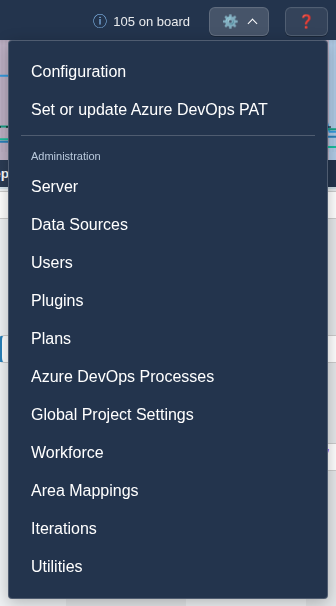 105 on board
Configuration
Set or update Azure DevOps PAT
Administration
Server
Data Sources
Users
Plugins
Plans
Azure DevOps Processes
Global Project Settings
Workforce
Area Mappings
Iterations
Utilities